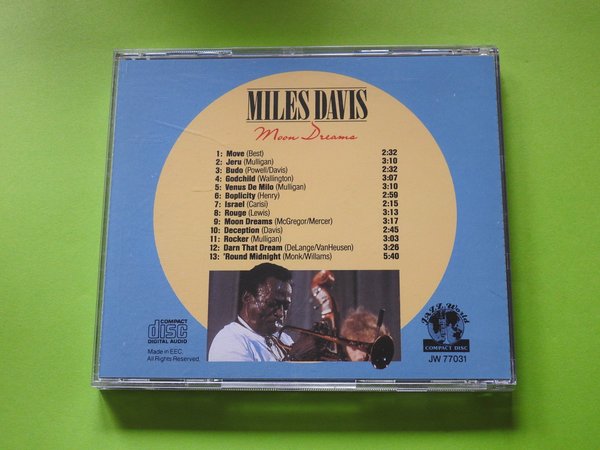 MILES DAVIS
Moon Dreams
1: Move (Best) 2:32
2: Jeru (Mulligan) 3:10
3: Budo (Powell/Davis) 2:32
4: Godchild (Wallington) 3:07
5: Venus De Milo (Mulligan) 3:10
6: Boplicity (Henry) 2:59
7: Israel (Carisi) 2:15
8: Rouge (Lewis) 3:13
9: Moon Dreams (McGregor/Mercer) 3:17
10: Deception (Davis) 2:45
11: Rocker (Mulligan) 3:03
12: Darn That Dream (DeLange/VanHeusen) 3:26
13: 'Round Midnight (Monk/Willams) 5:40
COMPACT
disc
DIGITAL AUDIO
Made in EEC
All Rights Reserved.
JAZZ World
COMPACT DISC
JW 77031